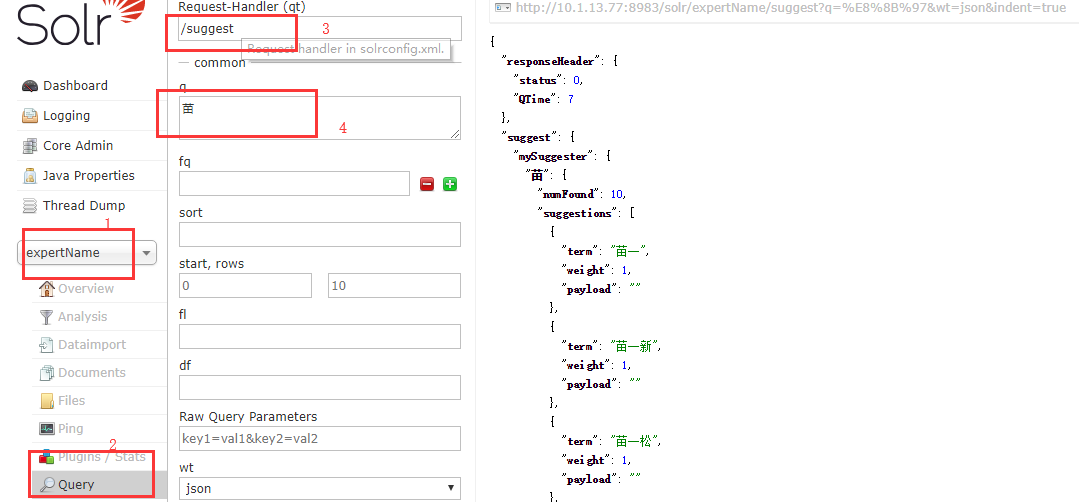 Solr
Dashboard
Logging
Core Admin
Java Properties
Thread Dump
1
expertName
Overview
Analysis
Dataimport
Documents
Files
Ping
2
Plugins / Stats
Query
Request-Handler (qt)
/suggest
3
Request handler in solrconfig.xml.
common
q
苗
4
fq
sort
start, rows
0 10
fl
df
Raw Query Parameters
key1=val1&key2=val2
wt
json
http://10.1.13.77:8983/solr/expertName/suggest?q=%E8%8B%97&wt=json&indent=true
{
"responseHeader": {
"status": 0,
"QTime": 7
},
"suggest": {
"mySuggester": {
"苗": {
"numFound": 10,
"suggestions": [
{
"term": "苗一",
"weight": 1,
"payload": ""
},
{
"term": "苗一新",
"weight": 1,
"payload": ""
},
{
"term": "苗一松",
"weight": 1,
"payload": ""
},